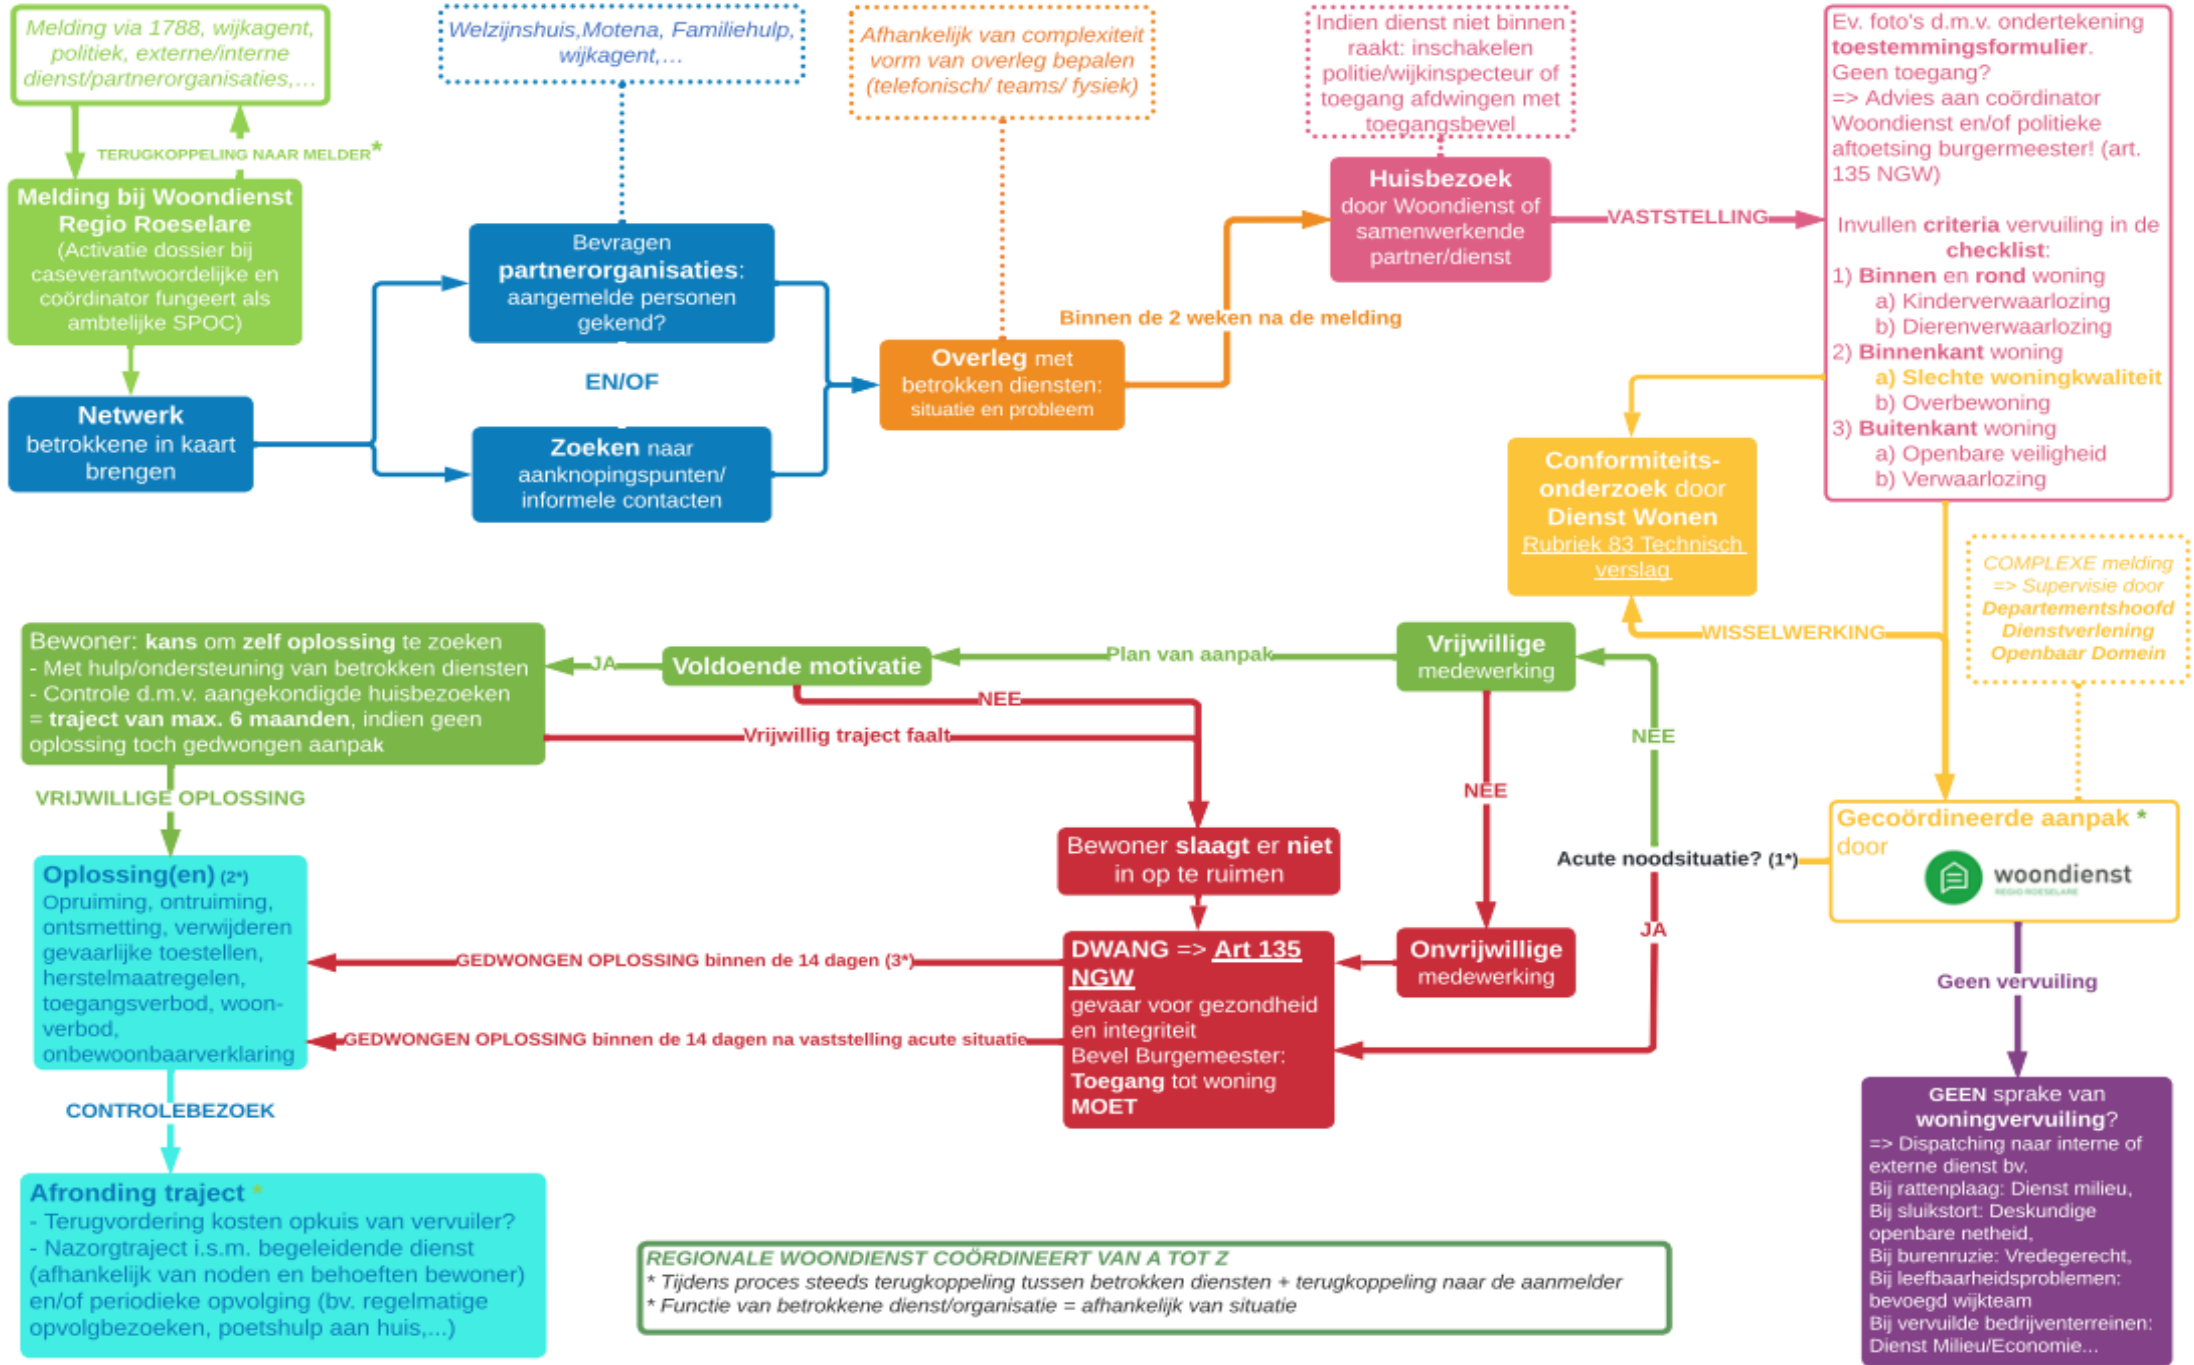 Melding via 1788, wijkagent,
politiek, externe/interne
dienst/partnerorganisaties,...
TERUGKOPPELING NAAR MELDER*
Melding bij Woondienst
Regio Roeselare
(Activatie dossier bij
caseverantwoordelijke en
coördinator fungeert als
ambtelijke SPOC)
Netwerk
betrokkene in kaart
brengen
Welzijnshuis,Motena, Familiehulp,
wijkagent,...
Bevragen
partnerorganisaties:
aangemelde personen
gekend?
EN/OF
Zoeken naar
aanknopingspunten/
informele contacten
Afhankelijk van complexiteit
vorm van overleg bepalen
(telefonisch/ teams/ fysiek)
Overleg met
betrokken diensten:
situatie en probleem
Binnen de 2 weken na de melding
Indien dienst niet binnen
raakt: inschakelen
politie/wijkinspecteur of
toegang afdwingen met
toegangsbevel
Huisbezoek
door Woondienst of
samenwerkende
partner/dienst
VASTSTELLING
Ev. foto's d.m.v. ondertekening
toestemmingsformulier.
Geen toegang?
=> Advies aan coördinator
Woondienst en/of politieke
aftoetsing burgermeester! (art.
135 NGW)
Invullen criteria vervuiling in de
checklist:
1) Binnen en rond woning
a) Kinderverwaarlozing
b) Dierenverwaarlozing
2) Binnenkant woning
a) Slechte woningkwaliteit
b) Overbewoning
3) Buitenkant woning
a) Openbare veiligheid
b) Verwaarlozing
Conformiteits-
onderzoek door
Dienst Wonen
Rubriek 83 Technisch
verslag
WISSELWERKING
COMPLEXE melding
=> Supervisie door
Departementshoofd
Dienstverlening
Openbaar Domein
Gecoördineerde aanpak *
door
woondienst
REGIO ROESELARE
Acute noodsituatie? (1*)
NEE
JA
Geen vervuiling
GEEN sprake van
woningvervuiling?
=> Dispatching naar interne of
externe dienst bv.
Bij rattenplaag: Dienst milieu,
Bij sluikstort: Deskundige
openbare netheid,
Bij burenruzie: Vredegerecht,
Bij leefbaarheidsproblemen:
bevoegd wijkteam
Bij vervuilde bedrijventerreinen:
Dienst Milieu/Economie...
Vrijwillige
medewerking
NEE
Onvrijwillige
medewerking
Plan van aanpak
Voldoende motivatie
JA
NEE
Bewoner: kans om zelf oplossing te zoeken
- Met hulp/ondersteuning van betrokken diensten
- Controle d.m.v. aangekondigde huisbezoeken
= traject van max. 6 maanden, indien geen
oplossing toch gedwongen aanpak
Vrijwillig traject faalt
Bewoner slaagt er niet
in op te ruimen
DWANG => Art 135
NGW
gevaar voor gezondheid
en integriteit
Bevel Burgemeester:
Toegang tot woning
MOET
VRIJWILLIGE OPLOSSING
GEDWONGEN OPLOSSING binnen de 14 dagen (3*)
GEDWONGEN OPLOSSING binnen de 14 dagen na vaststelling acute situatie
Oplossing(en) (2*)
Opruiming, ontruiming,
ontsmetting, verwijderen
gevaarlijke toestellen,
herstelmaatregelen,
toegangsverbod, woon-
verbod,
onbewoonbaarverklaring
CONTROLEBEZOEK
Afronding traject *
- Terugvordering kosten opkuis van vervuiler?
- Nazorgtraject i.s.m. begeleidende dienst
(afhankelijk van noden en behoeften bewoner)
en/of periodieke opvolging (bv. regelmatige
opvolgbezoeken, poetshulp aan huis,...)
REGIONALE WOONDIENST COÖRDINEERT VAN A TOT Z
* Tijdens proces steeds terugkoppeling tussen betrokken diensten + terugkoppeling naar de aanmelder
* Functie van betrokkene dienst/organisatie = afhankelijk van situatie